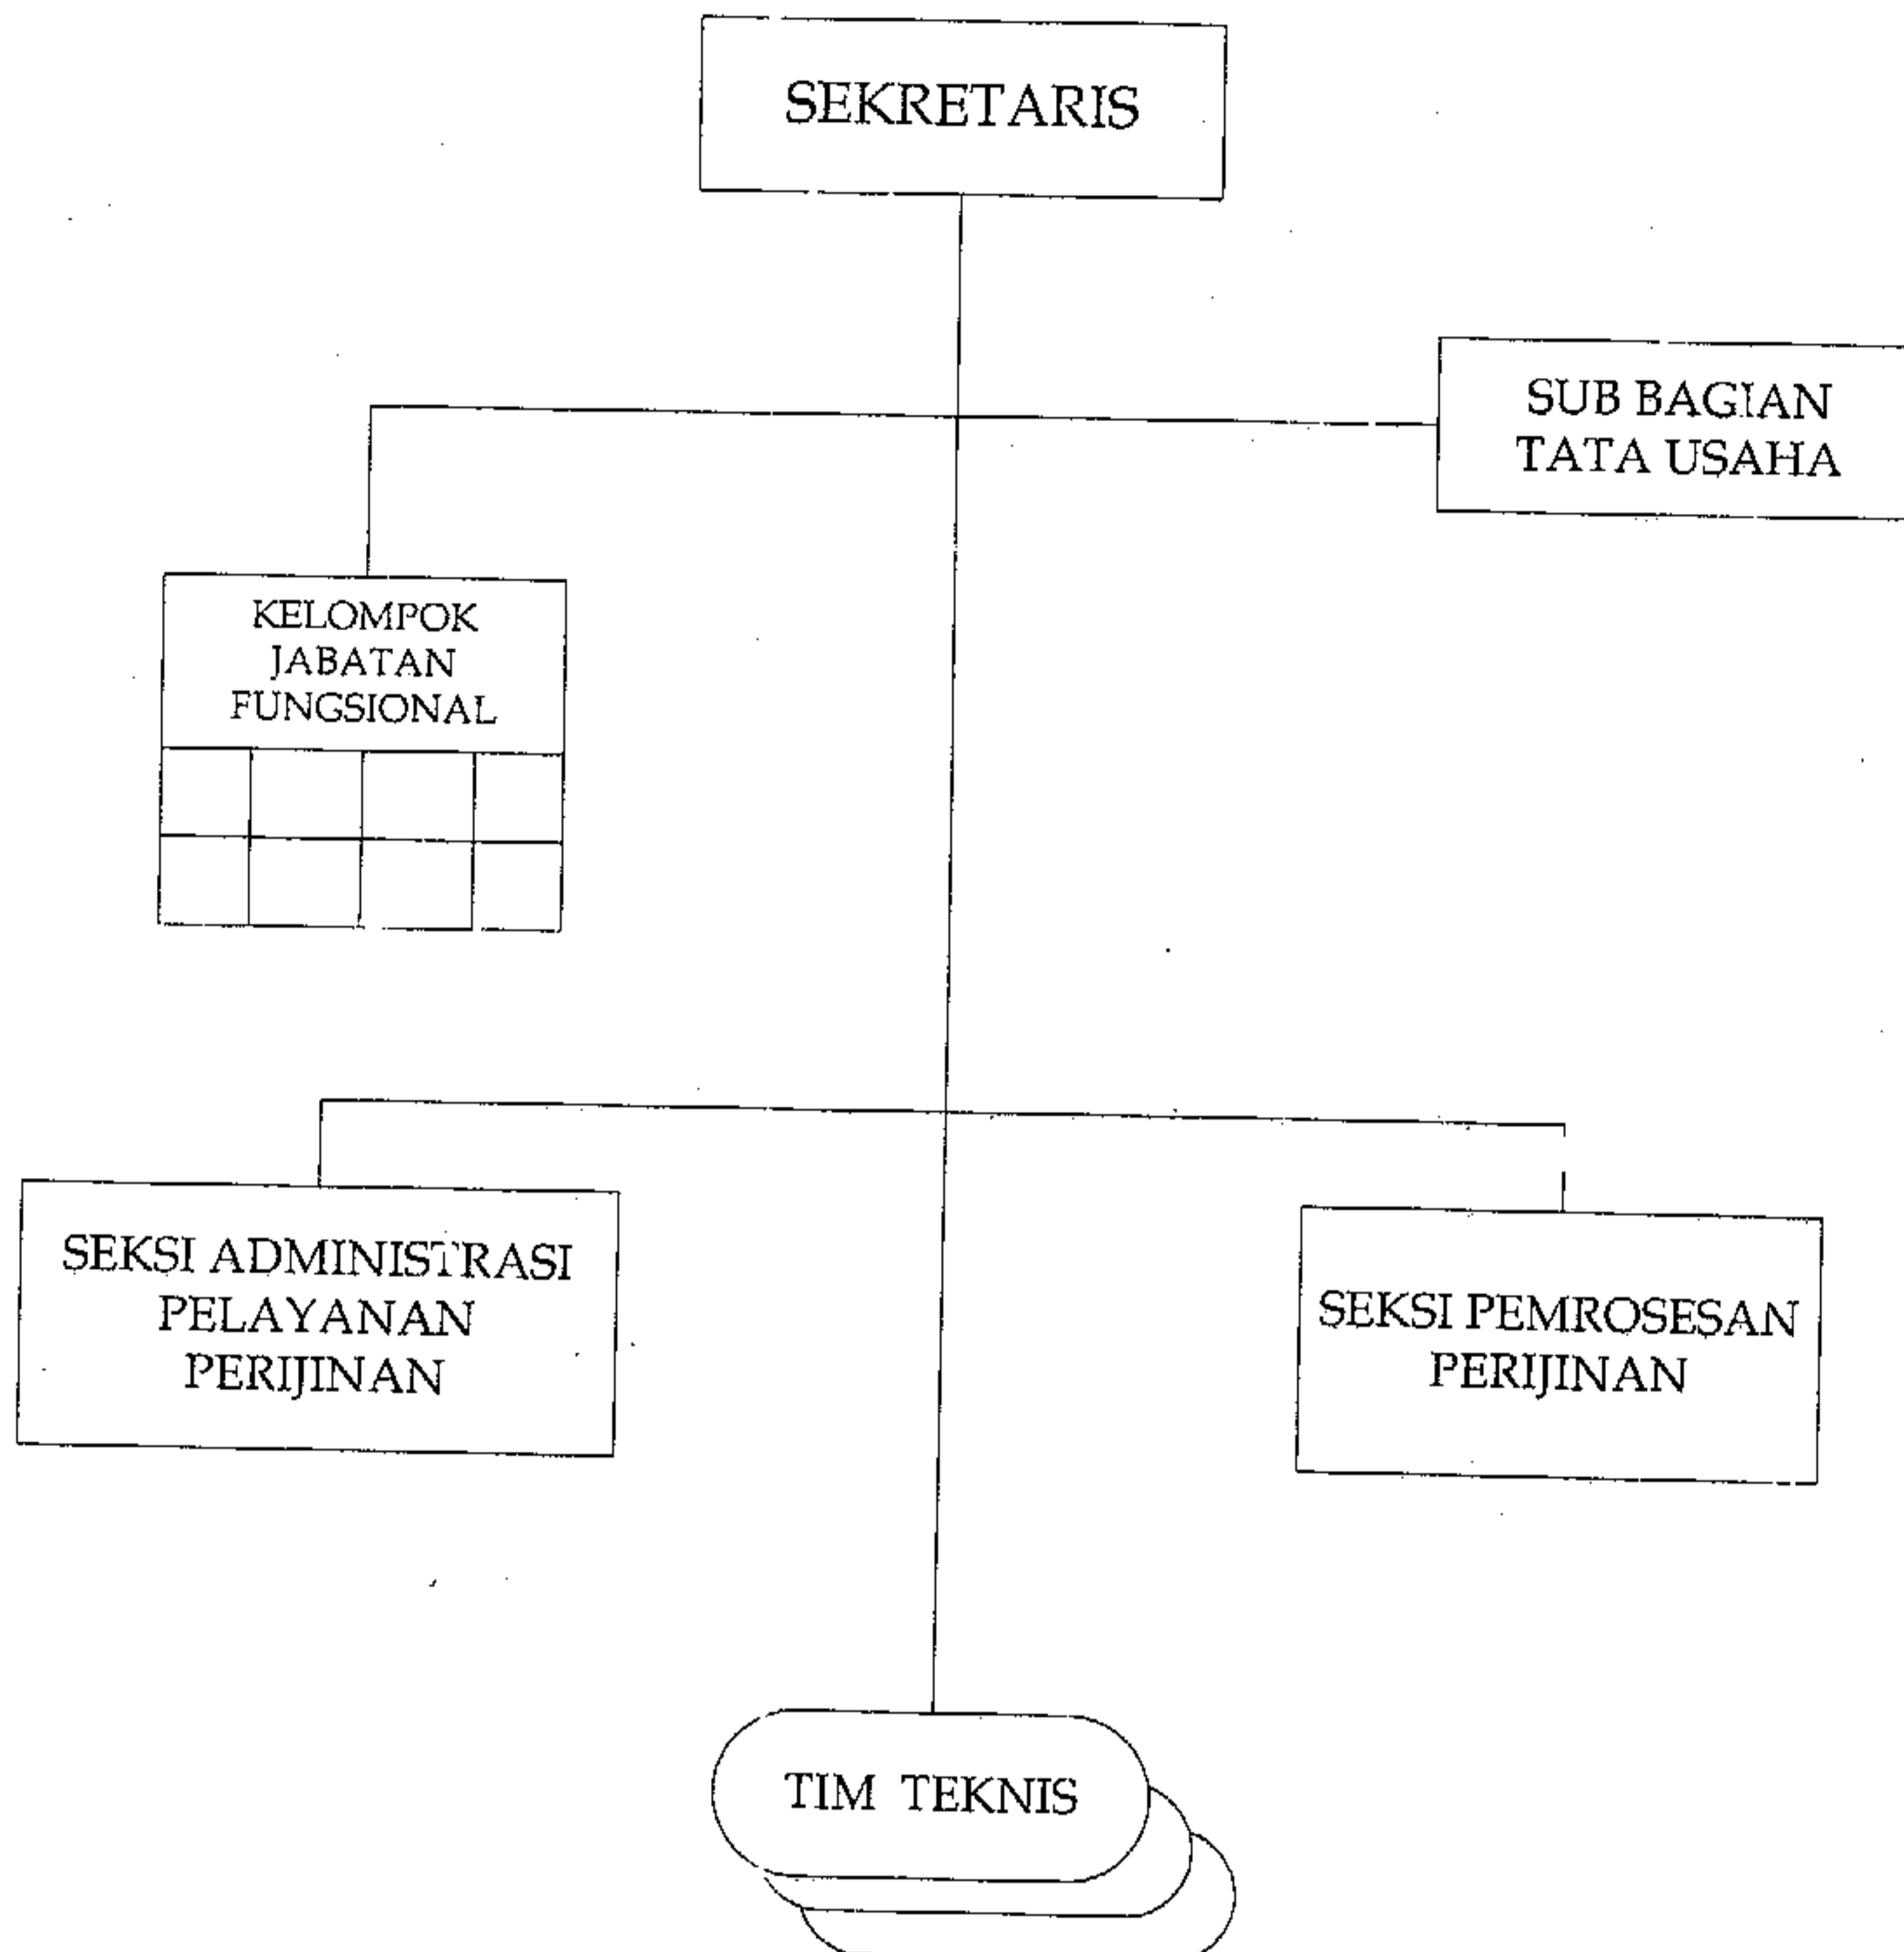 SEKRETARIS
SUB BAGIAN
TATA USAHA
KELOMPOK
JABATAN
FUNGSIONAL
SEKSI ADMINISTRASI
PELAYANAN
PERIJINAN
SEKSI PEMROSESAN
PERIJINAN
TIM TEKNIS